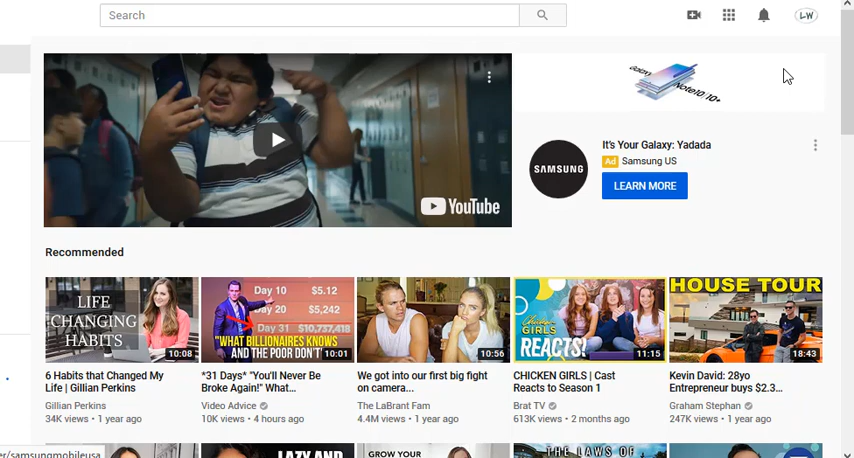 Search
LW
GALAXY Note10|10+
YouTube
SAMSUNG
It's Your Galaxy: Yadada
Ad Samsung US
LEARN MORE
Recommended
LIFE
CHANGING
HABITS
10:08
Day 10 $5.12
Day 20 $5,242
Day 31 $10,737,418
"WHAT BILLIONAIRES KNOWS
AND THE POOR DON'T"
10:01
10:56
Chicken
GIRLS
REACTS!
11:15
HOUSE TOUR
18:43
6 Habits that Changed My
Life | Gillian Perkins
Gillian Perkins
34K views • 1 year ago
*31 Days* "You'll Never Be
Broke Again!" What...
Video Advice
10K views • 4 hours ago
We got into our first big fight
on camera...
The LaBrant Fam
4.4M views • 1 year ago
CHICKEN GIRLS | Cast
Reacts to Season 1
Brat TV
613K views • 2 months ago
Kevin David: 28yo
Entrepreneur buys $2.3...
Graham Stephan
247K views • 1 year ago
er/samsungmobileusa
LAZY AND
GROW YOUR
THE LAWS OF